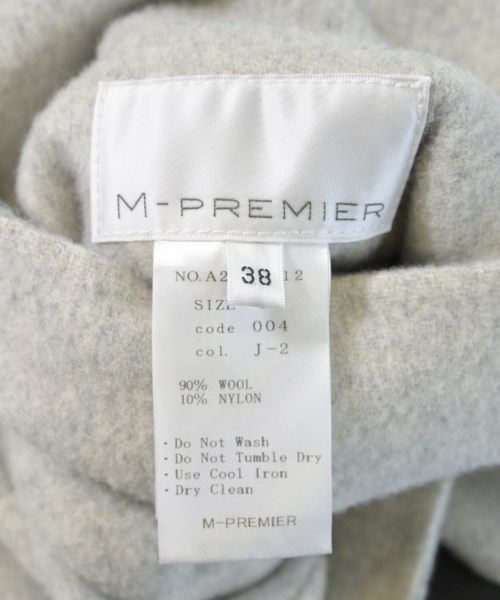 M-PREMIER
38
NO.A2 12
SIZE
code 004
col. J-2
90% WOOL
10% NYLON
・Do Not Wash
・Do Not Tumble Dry
・Use Cool Iron
・Dry Clean
M-PREMIER